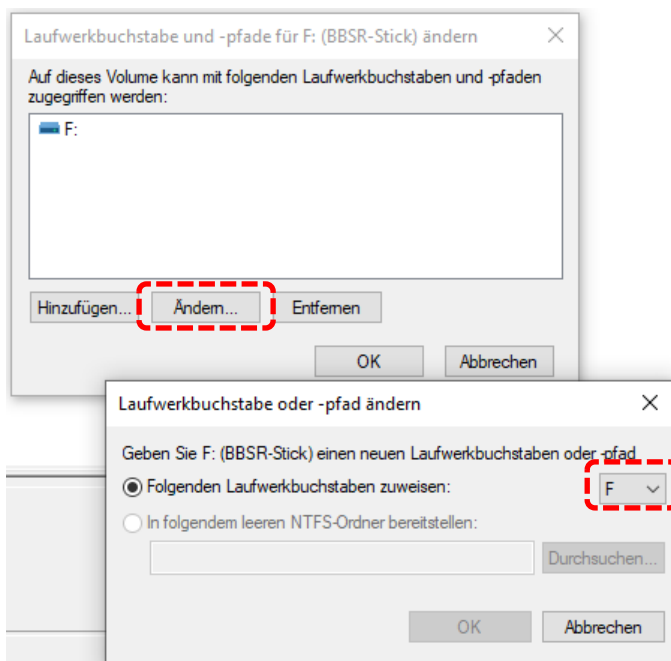 Laufwerkbuchstabe und -pfade für F: (BBSR-Stick) ändern
Auf dieses Volume kann mit folgenden Laufwerkbuchstaben und -pfaden
zugegriffen werden:
F:
Hinzufügen...
Ändern...
Entfernen
OK
Abbrechen
Laufwerkbuchstabe oder -pfad ändern
Geben Sie F: (BBSR-Stick) einen neuen Laufwerkbuchstaben oder -pfad
Folgenden Laufwerkbuchstaben zuweisen:
F
In folgendem leeren NTFS-Ordner bereitstellen:
Durchsuchen...
OK
Abbrechen